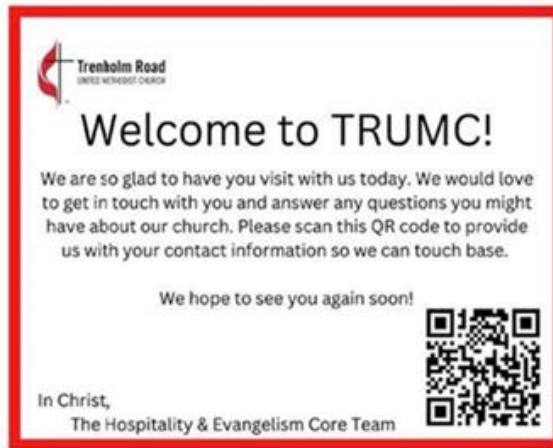 Trenholm Road
UNITED METHODIST CHURCH
Welcome to TRUMC!
We are so glad to have you visit with us today. We would love
to get in touch with you and answer any questions you might
have about our church. Please scan this QR code to provide
us with your contact information so we can touch base.
We hope to see you again soon!
In Christ,
The Hospitality & Evangelism Core Team